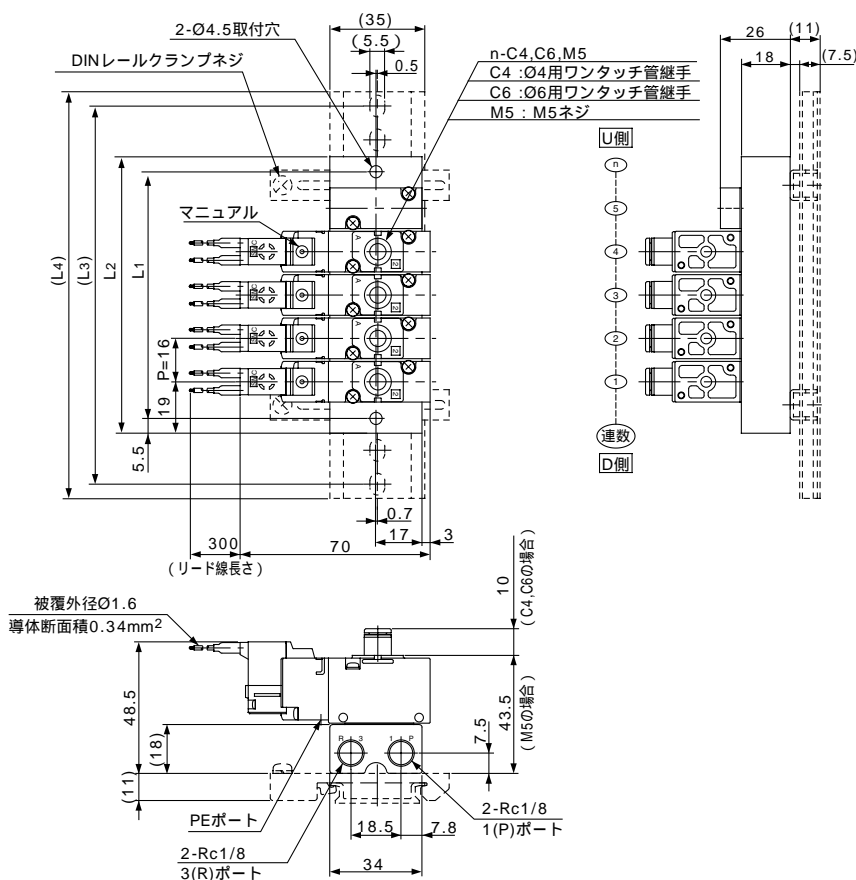 (35)
2-Ø4.5取付穴
(5.5)
DINレールクランプネジ
0.5
n-C4,C6,M5
C4 :Ø4用ワンタッチ管継手
C6 :Ø6用ワンタッチ管継手
M5 : M5ネジ
26
(11)
18
(7.5)
U側
n
5
4
3
2
1
連数
D側
マニュアル
(L4)
(L3)
L2
L1
P=16
19
5.5
A
2
A
2
A
2
A
2
0.7
17
3
300
70
(リード線長さ)
被覆外径Ø1.6
導体断面積0.34mm²
10
(C4,C6の場合)
43.5
(M5の場合)
7.5
48.5
(18)
(11)
R 3
1 P
PEポート
2-Rc1/8
3(R)ポート
18.5
7.8
34
2-Rc1/8
1(P)ポート